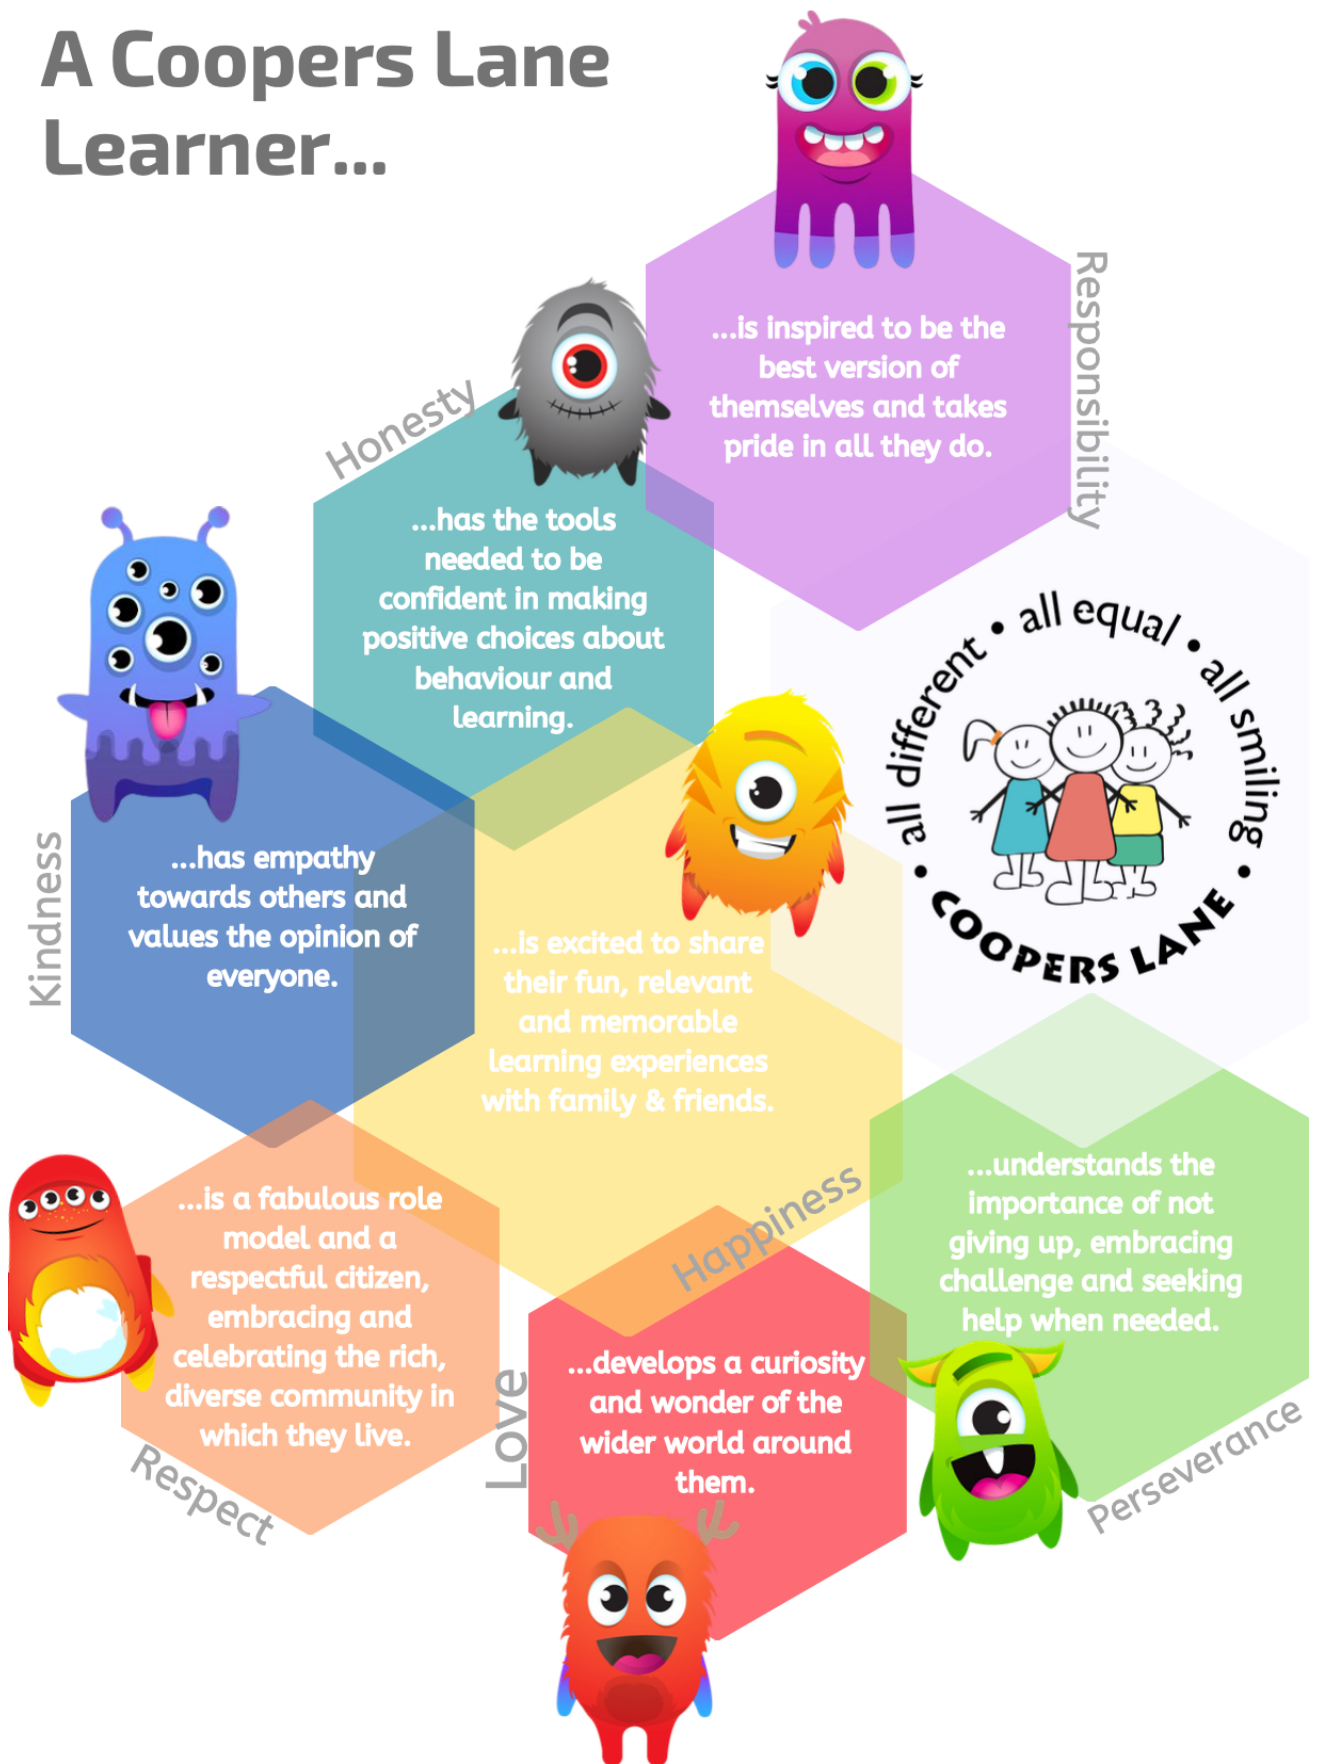 A Coopers Lane
Learner...
Responsibility
...is inspired to be the
best version of
themselves and takes
pride in all they do.
Honesty
...has the tools
needed to be
confident in making
positive choices about
behaviour and
learning.
• all different • all equal • all smiling •
COOPERS LANE
Kindness
...has empathy
towards others and
values the opinion of
everyone.
...is excited to share
their fun, relevant
and memorable
learning experiences
with family & friends.
Happiness
...understands the
importance of not
giving up, embracing
challenge and seeking
help when needed.
Perseverance
...is a fabulous role
model and a
respectful citizen,
embracing and
celebrating the rich,
diverse community in
which they live.
Respect
Love
...develops a curiosity
and wonder of the
wider world around
them.